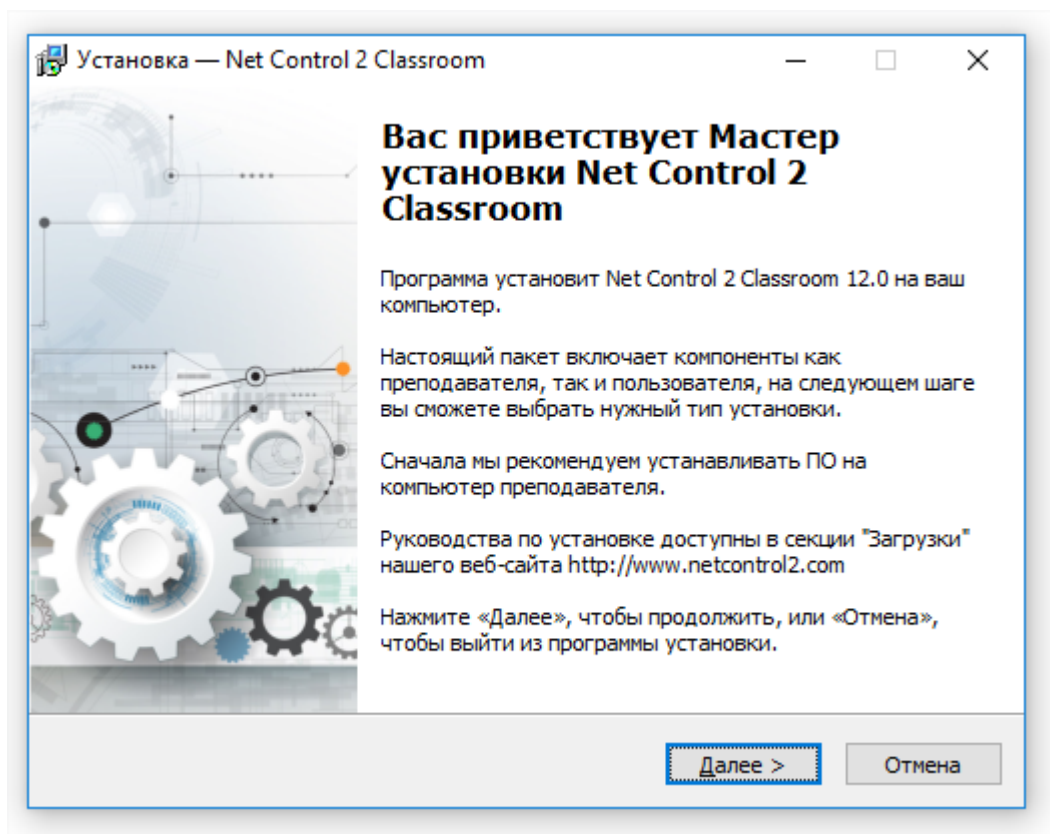 Установка — Net Control 2 Classroom
Вас приветствует Мастер
установки Net Control 2
Classroom
Программа установит Net Control 2 Classroom 12.0 на ваш
компьютер.
Настоящий пакет включает компоненты как
преподавателя, так и пользователя, на следующем шаге
вы сможете выбрать нужный тип установки.
Сначала мы рекомендуем устанавливать ПО на
компьютер преподавателя.
Руководства по установке доступны в секции "Загрузки"
нашего веб-сайта http://www.netcontrol2.com
Нажмите «Далее», чтобы продолжить, или «Отмена»,
чтобы выйти из программы установки.
Далее >
Отмена